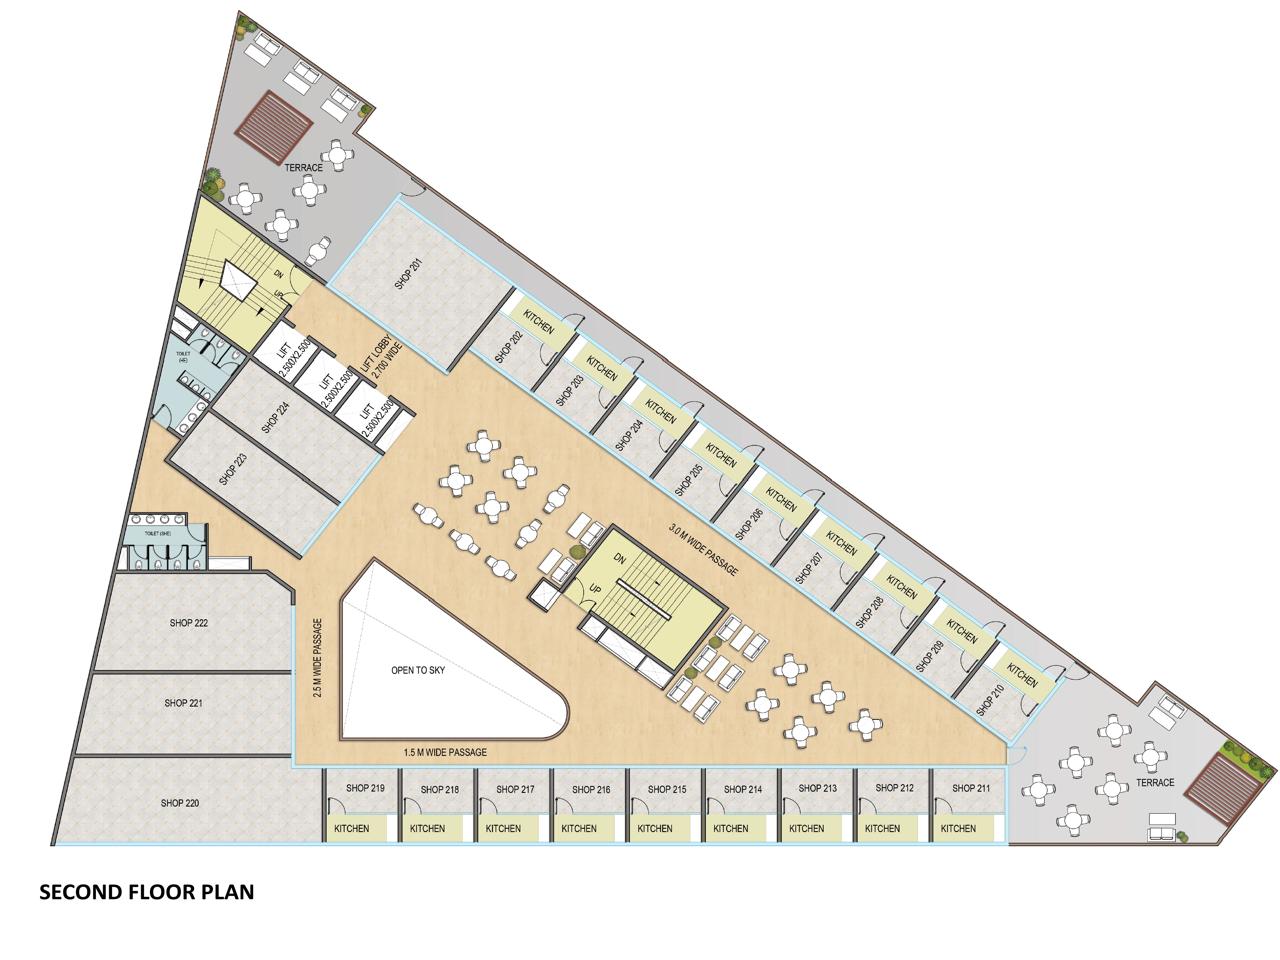 TERRACE
DN
UP
SHOP 201
LIFT
2.500X2.500
LIFT
2.500X2.500
LIFT
2.500X2.500
LIFT LOBBY
2.700 WIDE
TOILET
(HE)
SHOP 224
SHOP 223
KITCHEN
SHOP 202
KITCHEN
SHOP 203
KITCHEN
SHOP 204
KITCHEN
SHOP 205
KITCHEN
SHOP 206
KITCHEN
SHOP 207
KITCHEN
SHOP 208
KITCHEN
SHOP 209
KITCHEN
SHOP 210
3.0 M WIDE PASSAGE
DN
UP
TOILET (SHE)
SHOP 222
SHOP 221
SHOP 220
2.5 M WIDE PASSAGE
OPEN TO SKY
1.5 M WIDE PASSAGE
TERRACE
SHOP 219
SHOP 218
SHOP 217
SHOP 216
SHOP 215
SHOP 214
SHOP 213
SHOP 212
SHOP 211
KITCHEN
KITCHEN
KITCHEN
KITCHEN
KITCHEN
KITCHEN
KITCHEN
KITCHEN
KITCHEN
SECOND FLOOR PLAN